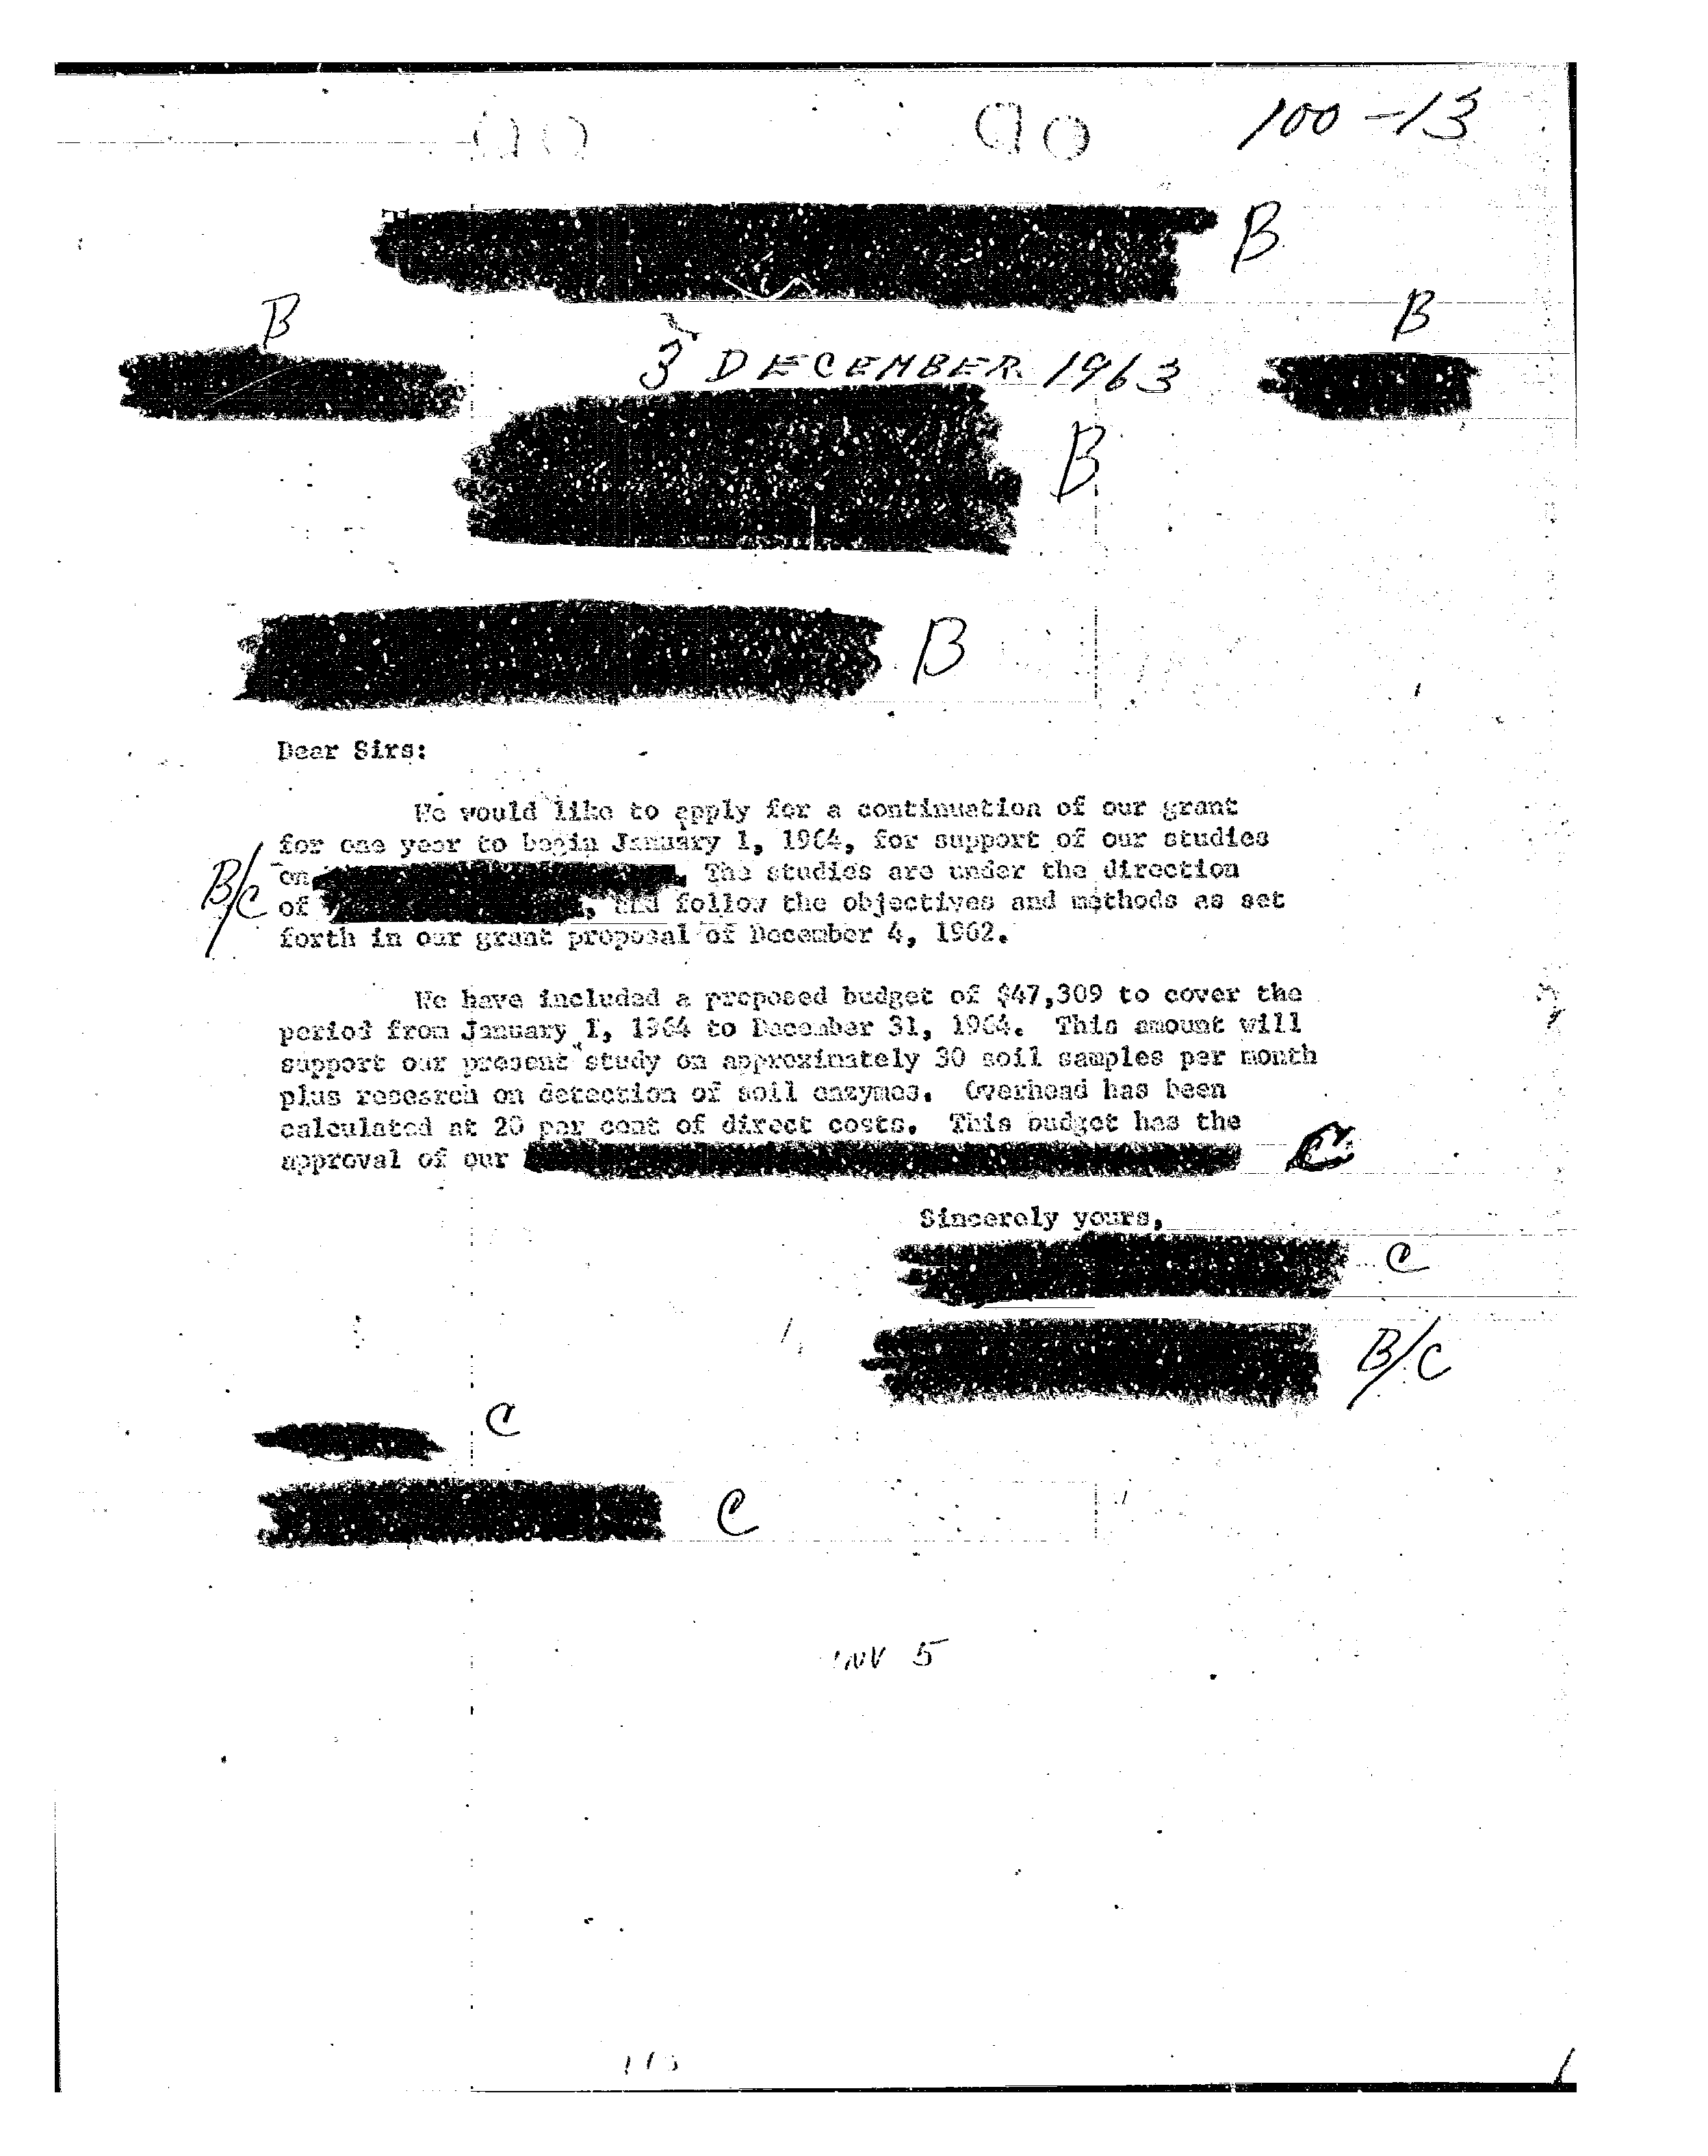 100-13
B
B
B
3 DECEMBER 1963
B
B
Dear Sirs:
We would like to apply for a continuation of our grant
for one year to begin January 1, 1964, for support of our studies
on . The studies are under the direction
B/C
of , and follow the objectives and methods as set
forth in our grant proposal of December 4, 1962.
We have included a proposed budget of $47,309 to cover the
period from January 1, 1964 to December 31, 1964. This amount will
support our present study on approximately 30 soil samples per month
plus research on detection of soil enzymes. Overhead has been
calculated at 20 per cent of direct costs. This budget has the
approval of our
C
Sincerely yours,
C
B/C
C
C
INV 5